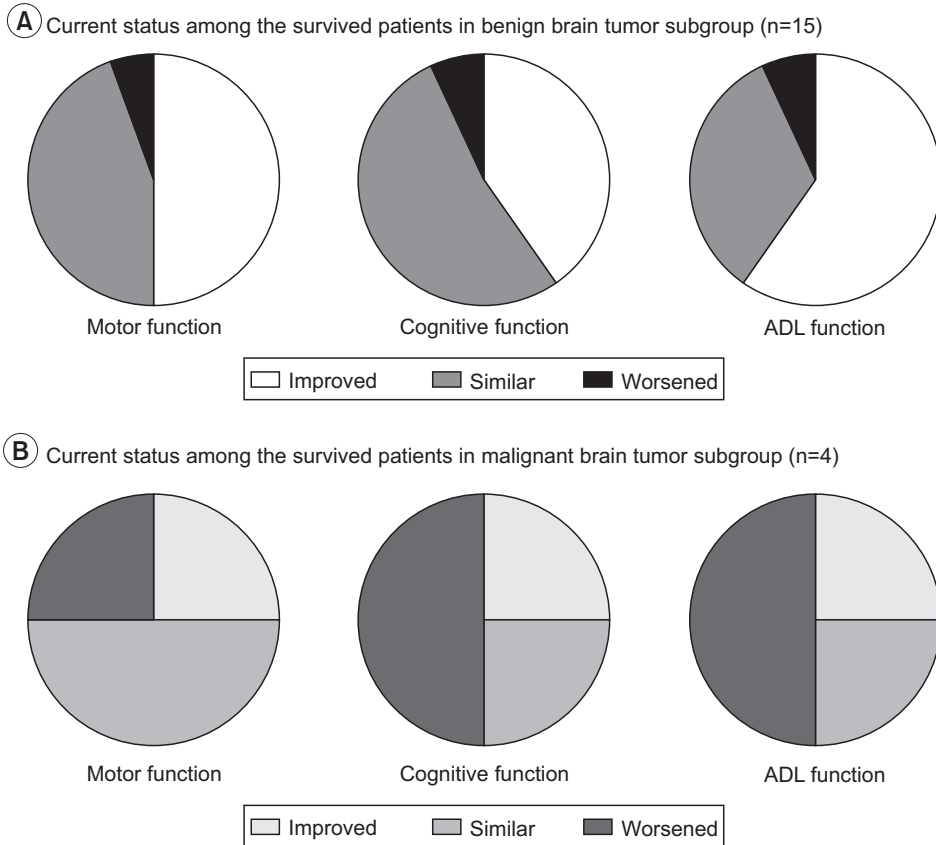 A Current status among the survived patients in benign brain tumor subgroup (n=15)
Motor function Cognitive function ADL function
Improved Similar Worsened
B Current status among the survived patients in malignant brain tumor subgroup (n=4)
Motor function Cognitive function ADL function
Improved Similar Worsened